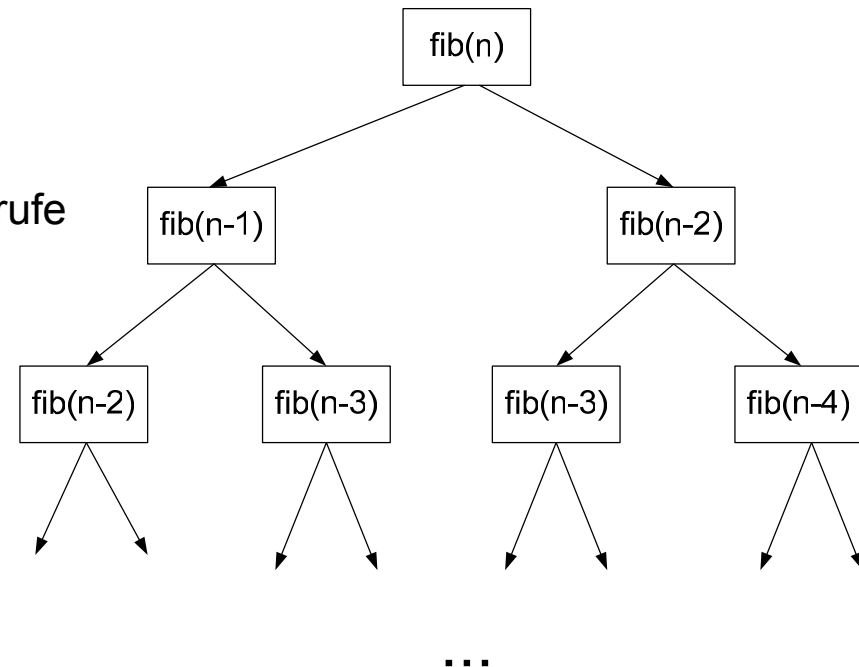 fib(n)
rufe
fib(n-1) fib(n-2)
fib(n-2) fib(n-3) fib(n-3) fib(n-4)
...